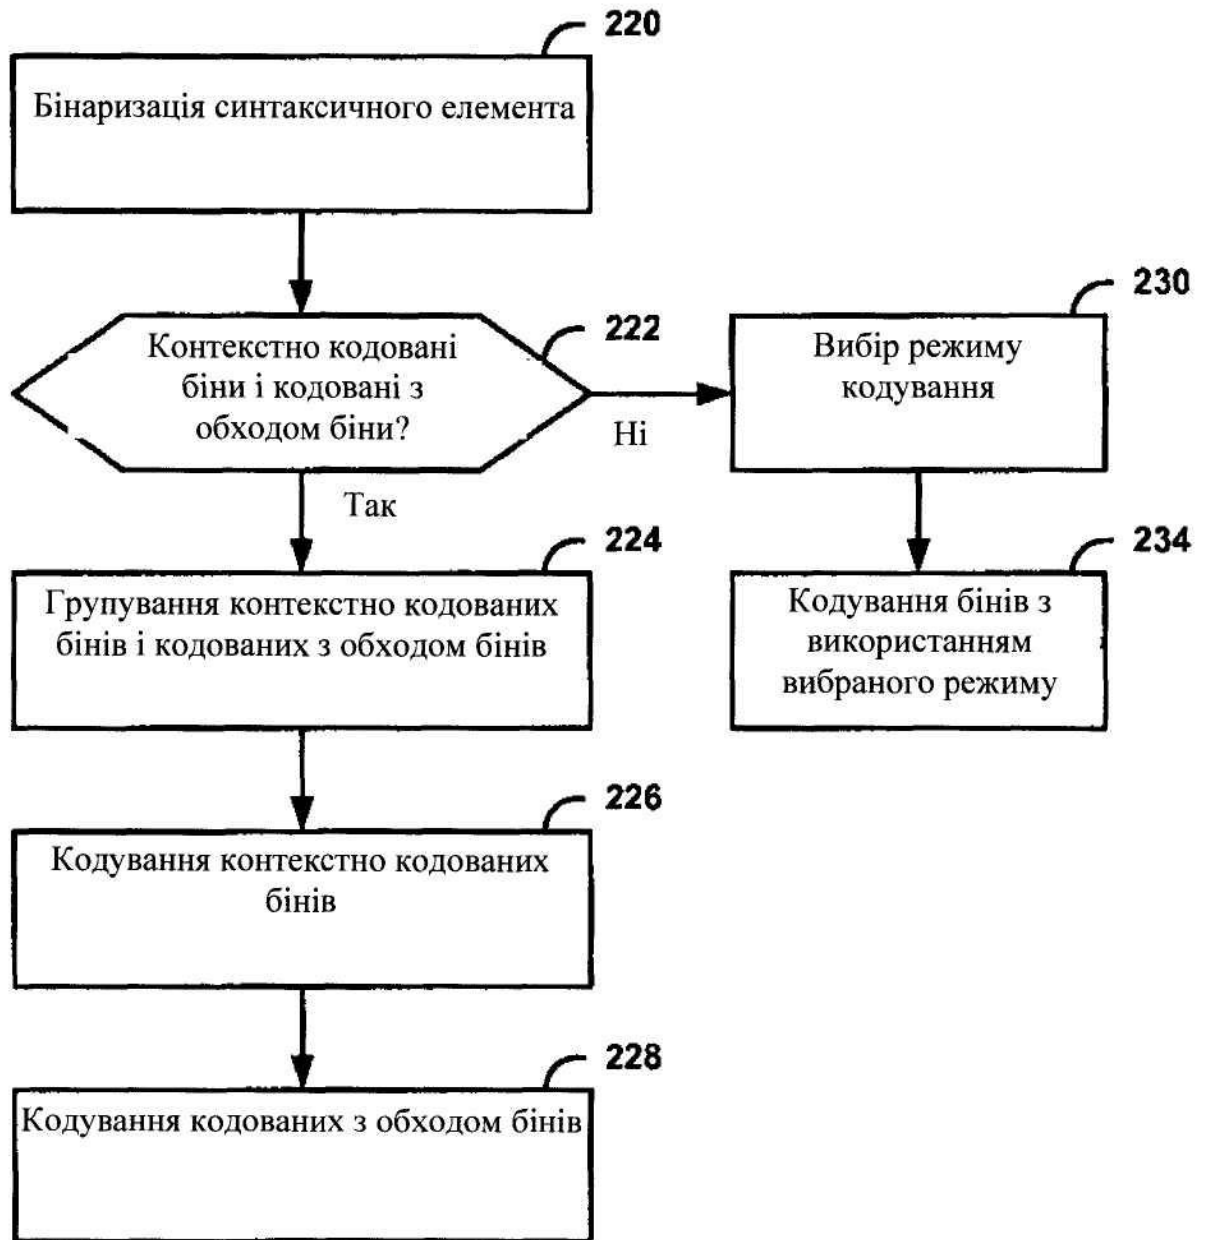 220
Бінаризація синтаксичного елемента
222
Контекстно кодовані
біни і кодовані з
обходом біни?
Ні
Так
230
Вибір режиму
кодування
224
Групування контекстно кодованих
бінів і кодованих з обходом бінів
234
Кодування бінів з
використанням
вибраного режиму
226
Кодування контекстно кодованих
бінів
228
Кодування кодованих з обходом бінів